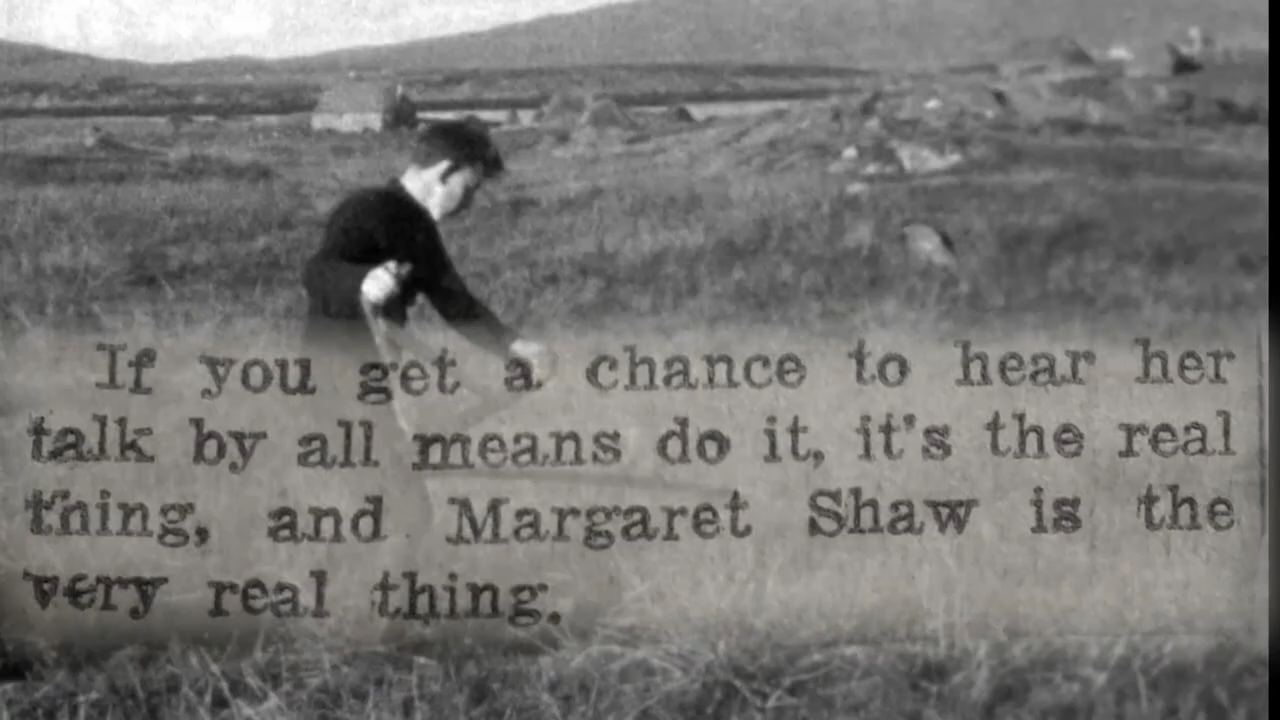 If you get a chance to hear her
talk by all means do it, it's the real
thing, and Margaret Shaw is the
very real thing.